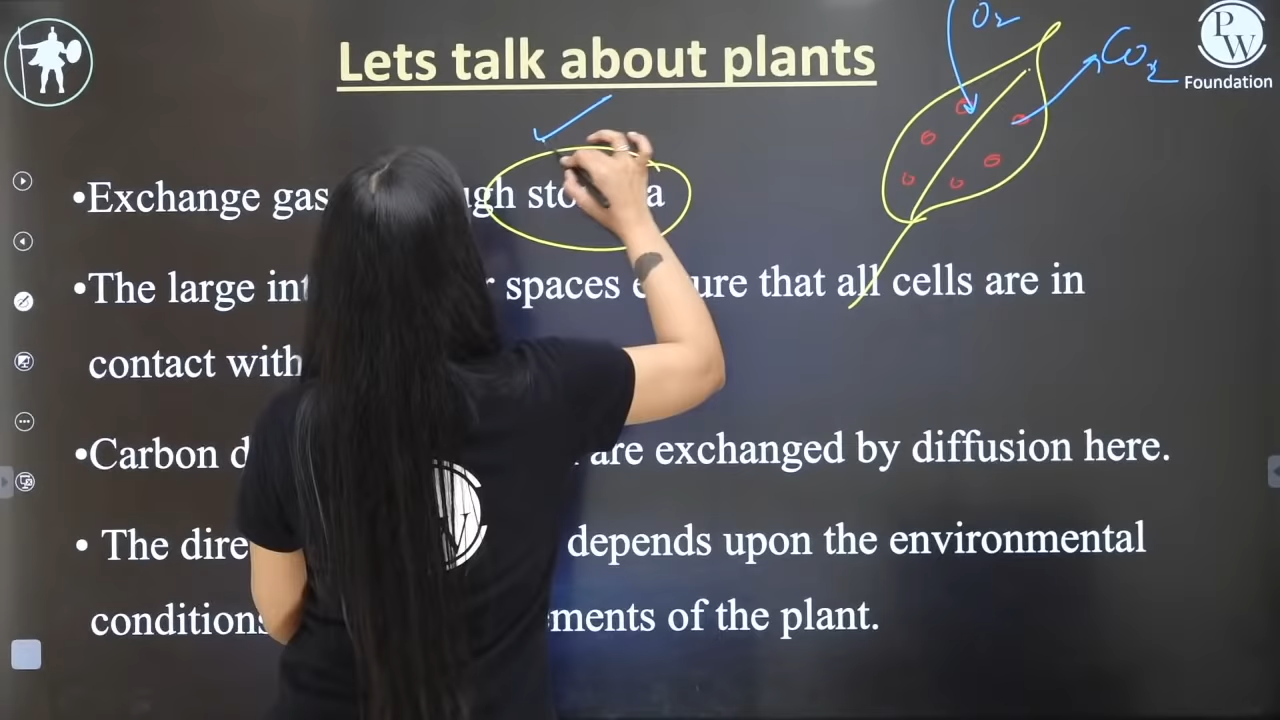 O₂
CO₂
PW
Foundation
Lets talk about plants
•Exchange gas ugh sto a
•The large int r spaces e ure that all cells are in
contact with
•Carbon d are exchanged by diffusion here.
• The dire depends upon the environmental
conditions ements of the plant.